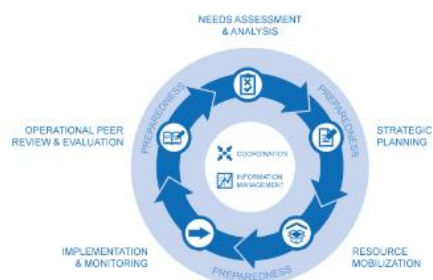 NEEDS ASSESSMENT
& ANALYSIS
PREPAREDNESS
PREPAREDNESS
OPERATIONAL PEER
REVIEW & EVALUATION
STRATEGIC
PLANNING
COORDINATION
INFORMATION
MANAGEMENT
IMPLEMENTATION
& MONITORING
RESOURCE
MOBILIZATION
PREPAREDNESS